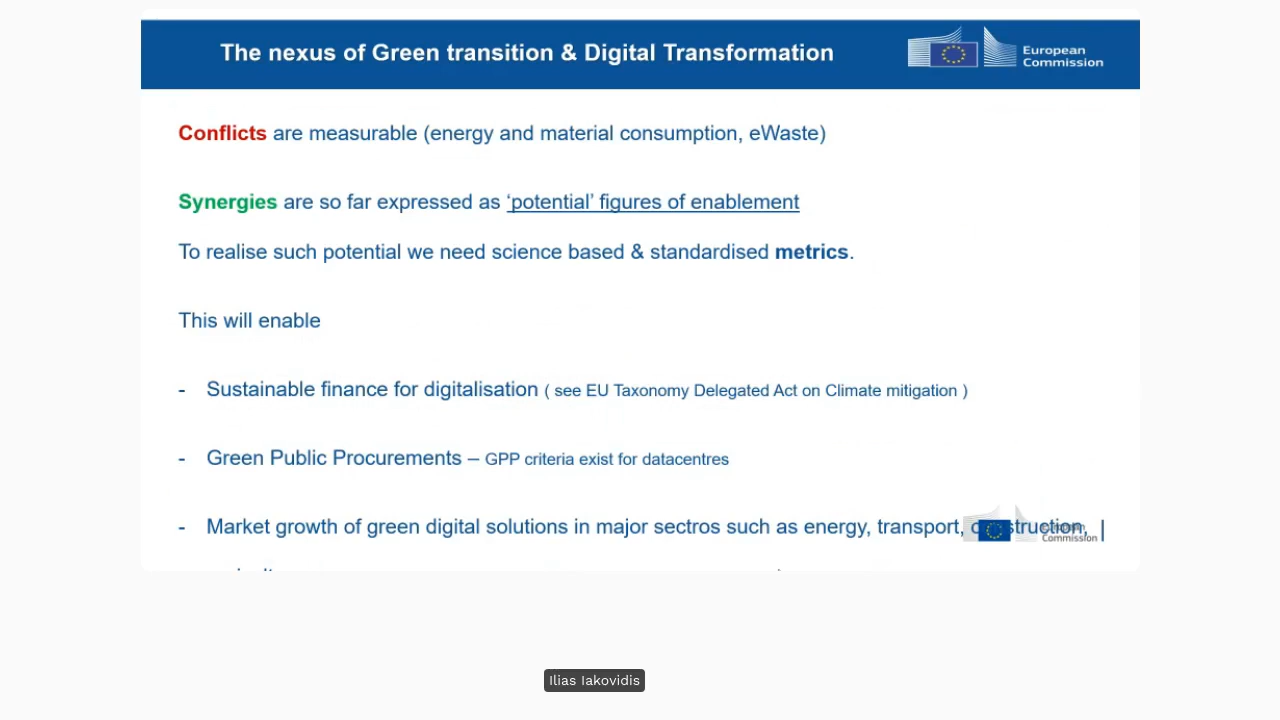 The nexus of Green transition & Digital Transformation
European
Commission
Conflicts are measurable (energy and material consumption, eWaste)
Synergies are so far expressed as ‘potential’ figures of enablement
To realise such potential we need science based & standardised metrics.
This will enable
- Sustainable finance for digitalisation ( see EU Taxonomy Delegated Act on Climate mitigation )
- Green Public Procurements – GPP criteria exist for datacentres
- Market growth of green digital solutions in major sectros such as energy, transport, construction,
European
Commission
Ilias Iakovidis